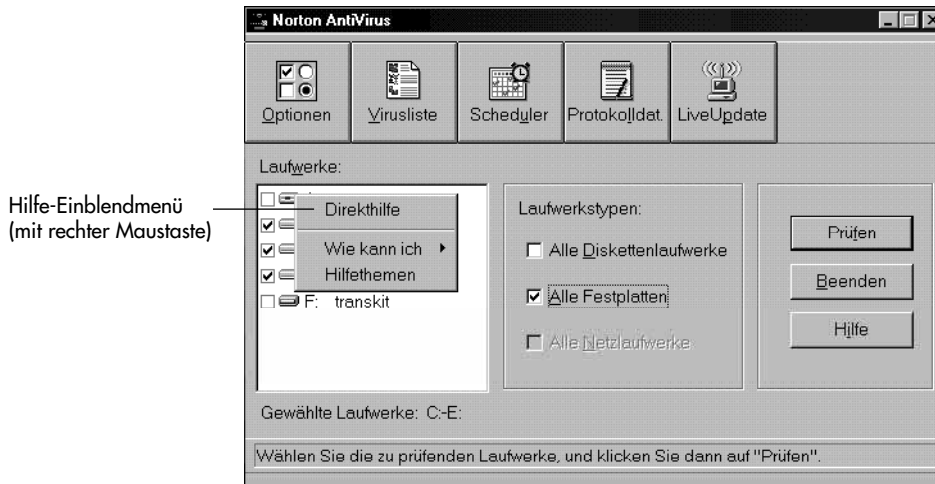 Norton AntiVirus
Optionen
Virusliste
Scheduler
Protokolldat.
LiveUpdate
Laufwerke:
Hilfe-Einblendmenü
(mit rechter Maustaste)
Direkthilfe
Wie kann ich
Hilfethemen
F: transkit
Laufwerkstypen:
Alle Diskettenlaufwerke
Alle Festplatten
Alle Netzlaufwerke
Prüfen
Beenden
Hilfe
Gewählte Laufwerke: C:-E:
Wählen Sie die zu prüfenden Laufwerke, und klicken Sie dann auf "Prüfen".